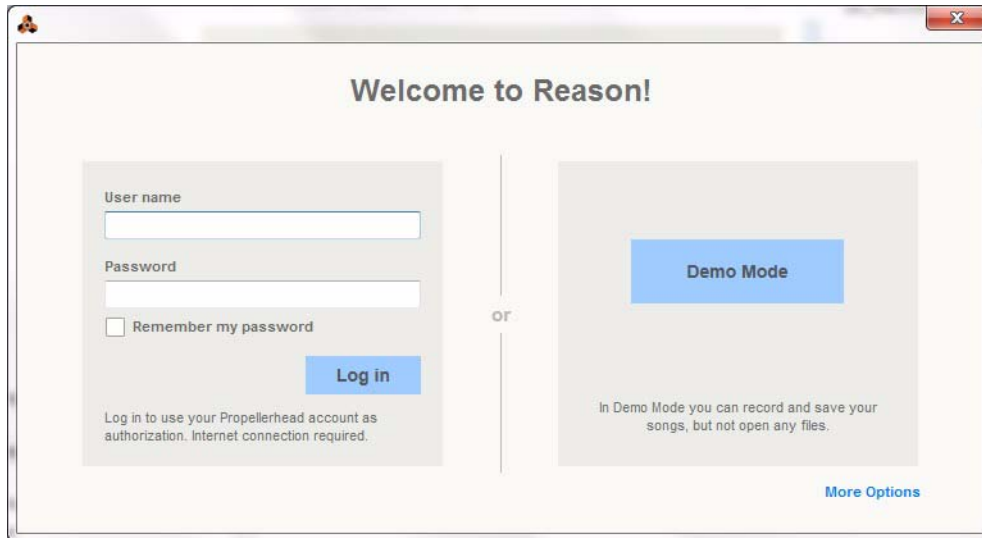 Welcome to Reason!
User name
Password
Remember my password
Log in
Log in to use your Propellerhead account as
authorization. Internet connection required.
or
Demo Mode
In Demo Mode you can record and save your
songs, but not open any files.
More Options